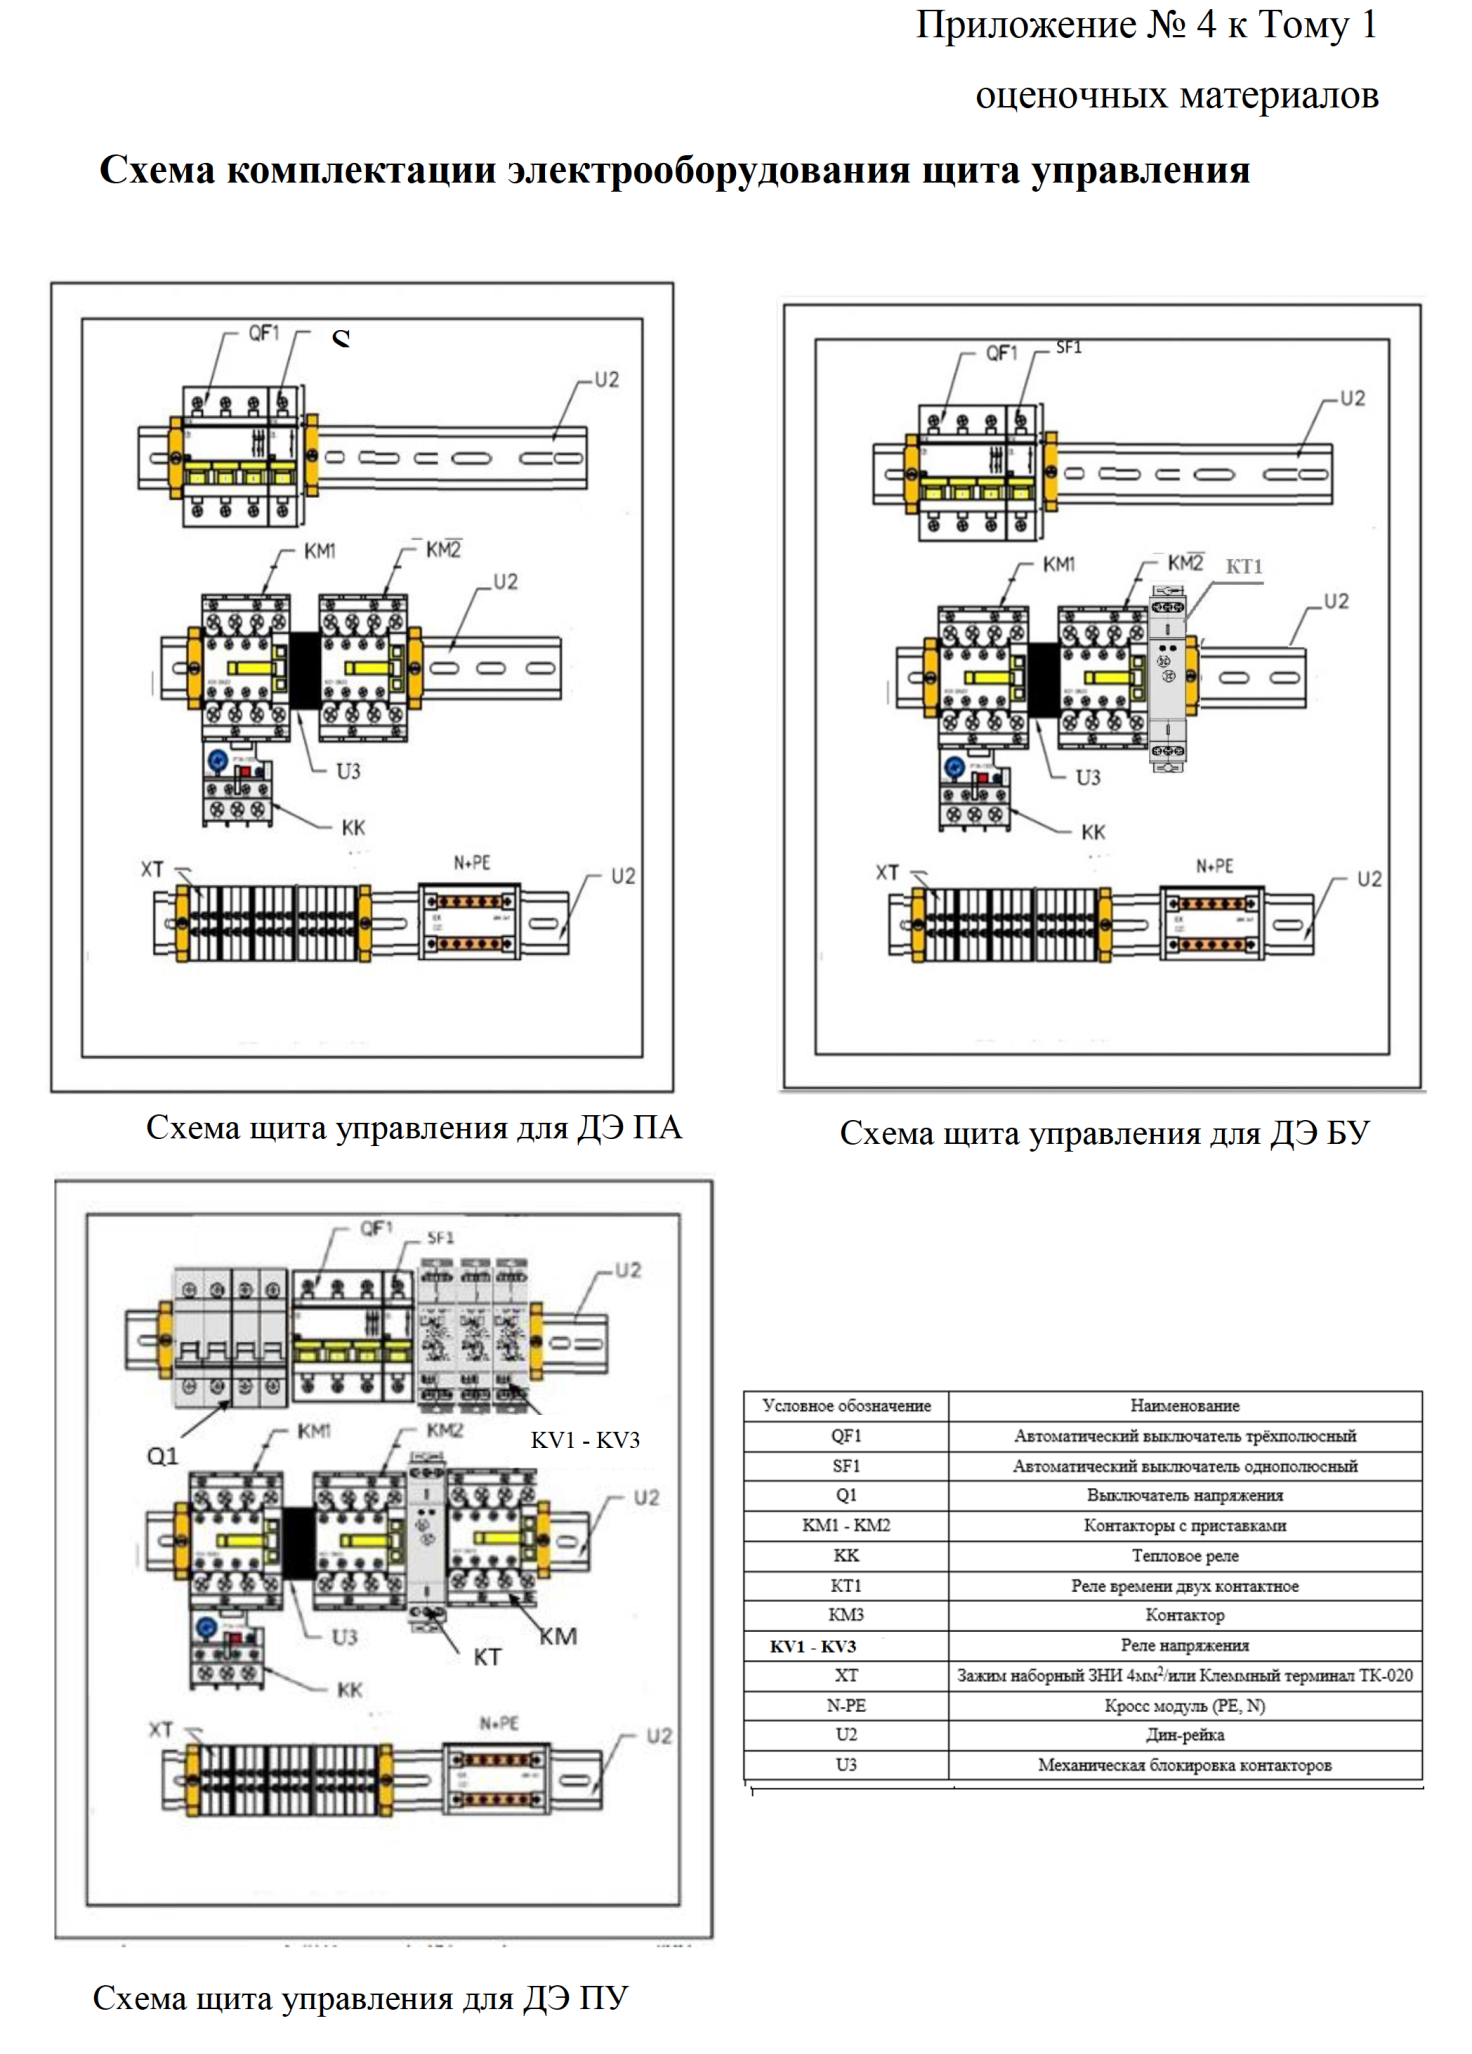 Приложение № 4 к Тому 1
оценочных материалов
Схема комплектации электрооборудования щита управления
QF1
U2
KM1
KM2
U2
U3
KK
XT
N+PE
U2
Схема щита управления для ДЭ ПА
QF1
SF1
U2
KM1
KM2
КТ1
U2
U3
KK
XT
N+PE
U2
Схема щита управления для ДЭ БУ
QF1
SF1
U2
Q1
KM1
KM2
KV1 - KV3
U2
U3
КТ
КМ
KK
XT
N+PE
U2
Схема щита управления для ДЭ ПУ
Условное обозначение Наименование
QF1 Автоматический выключатель трёхполюсный
SF1 Автоматический выключатель однополюсный
Q1 Выключатель напряжения
KM1 - KM2 Контакторы с приставками
KK Тепловое реле
KT1 Реле времени двух контактное
KM3 Контактор
KV1 - KV3 Реле напряжения
XT Зажим наборный ЗНИ 4мм²/или Клеммный терминал ТК-020
N-PE Кросс модуль (PE, N)
U2 Дин-рейка
U3 Механическая блокировка контакторов